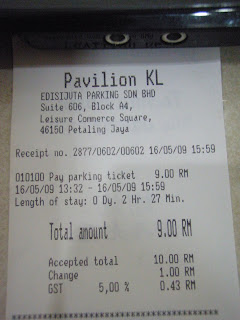 Pavilion KL
EDISIJUTA PARKING SDN BHD
Suite 606, Block A4,
Leisure Commerce Square,
46150 Petaling Jaya
Receipt no. 2877/0602/00602 16/05/09 15:59
010100 Pay parking ticket 9.00 RM
16/05/09 13:32 - 16/05/09 15:59
Length of stay: 0 Dy. 2 Hr. 27 Min.
Total amount 9.00 RM
Accepted total 10.00 RM
Change 1.00 RM
GST 5,00 % 0.43 RM